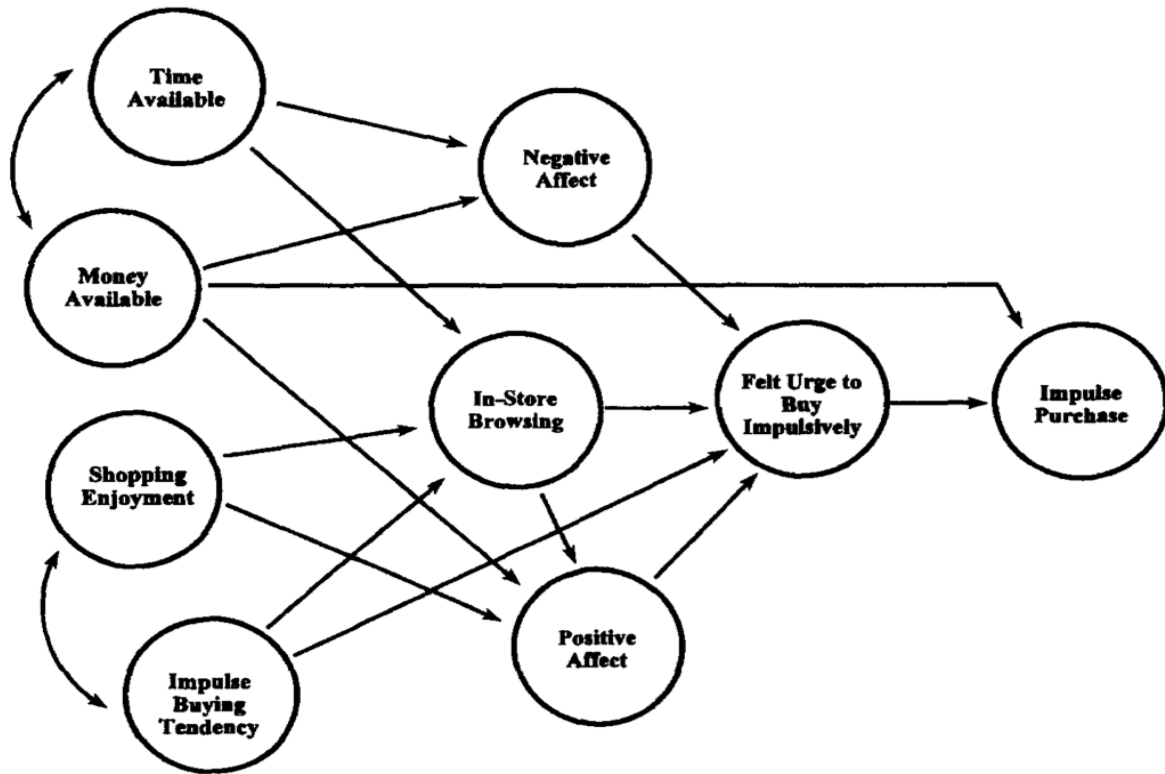 Time
Available
Negative
Affect
Money
Available
In-Store
Browsing
Felt Urge to
Buy
Impulsively
Impulse
Purchase
Shopping
Enjoyment
Positive
Affect
Impulse
Buying
Tendency